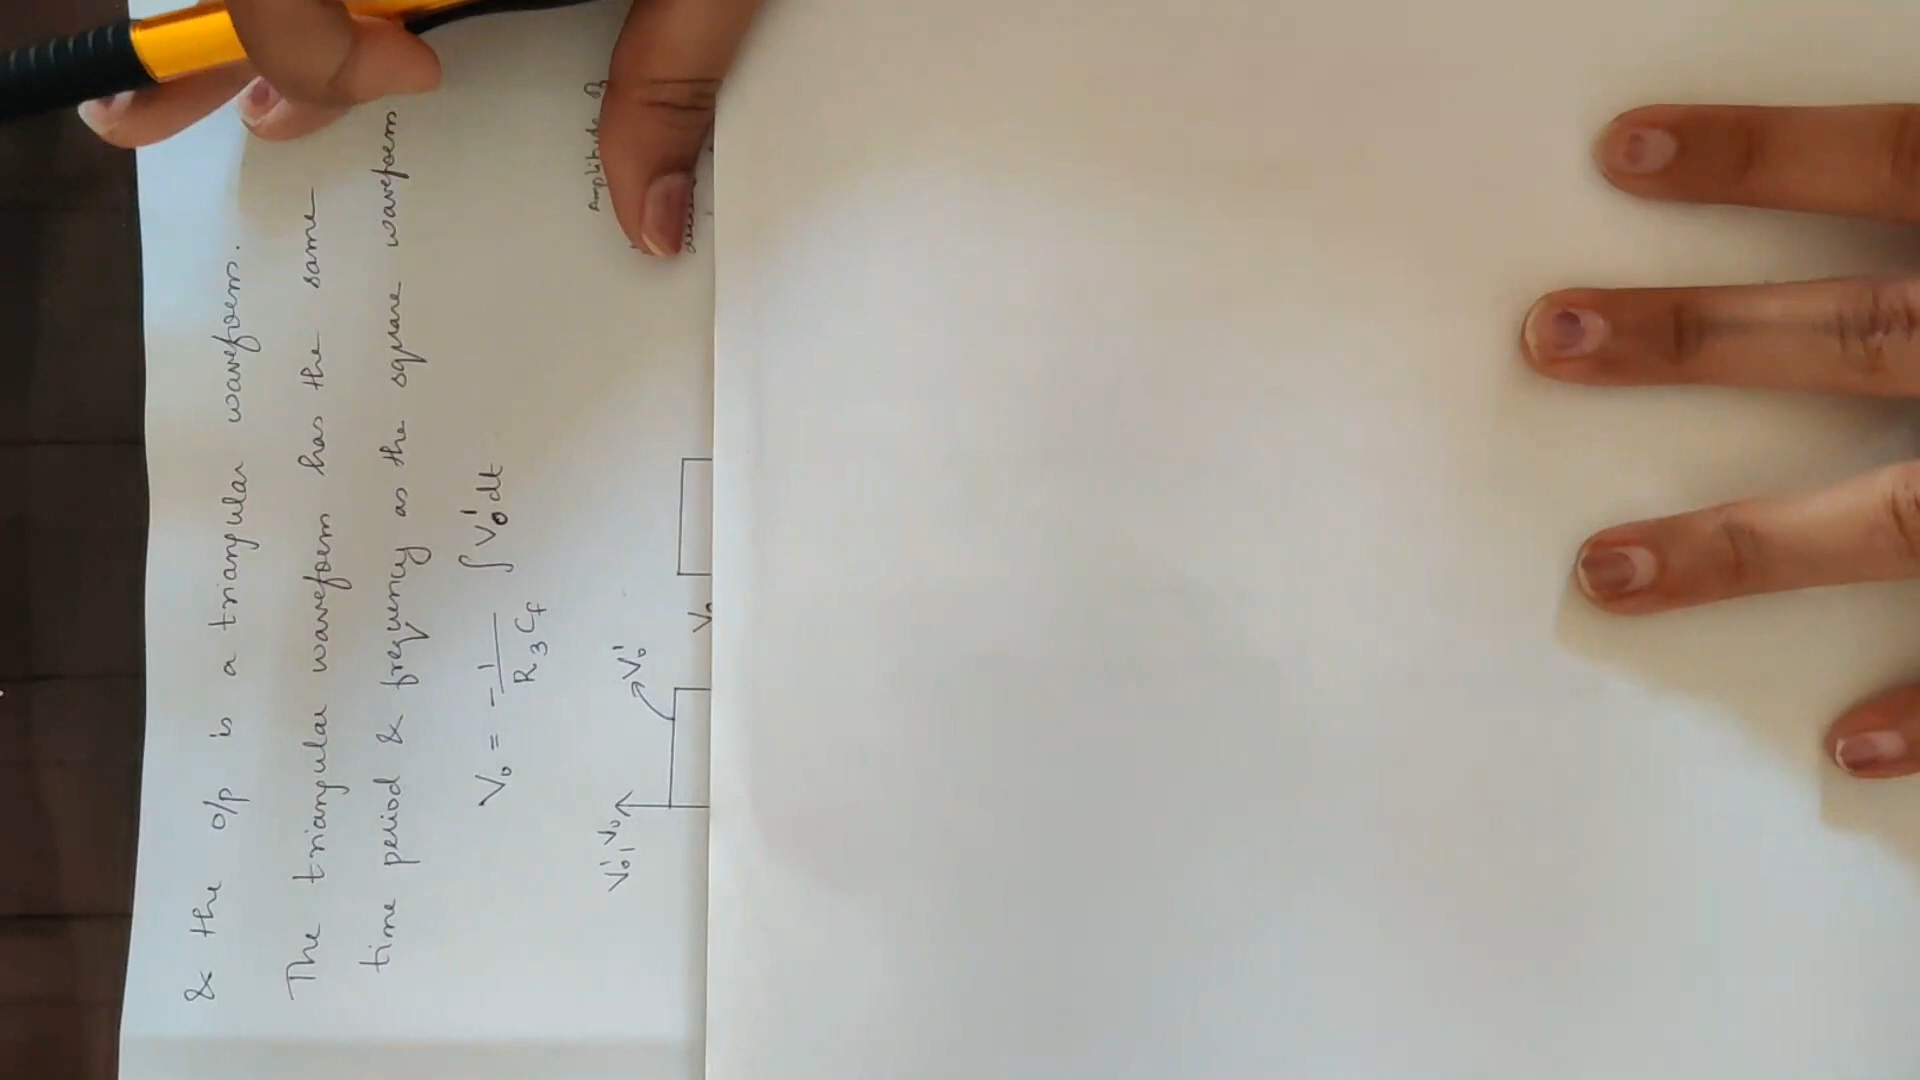 & the o/p is a triangular waveform.
The triangular waveform has the same
time period & frequency as the square waveform
V₀ = - 1/(R₃C_f) ∫V₀'dt
Amplitude of
V₀', V₀
V₀'